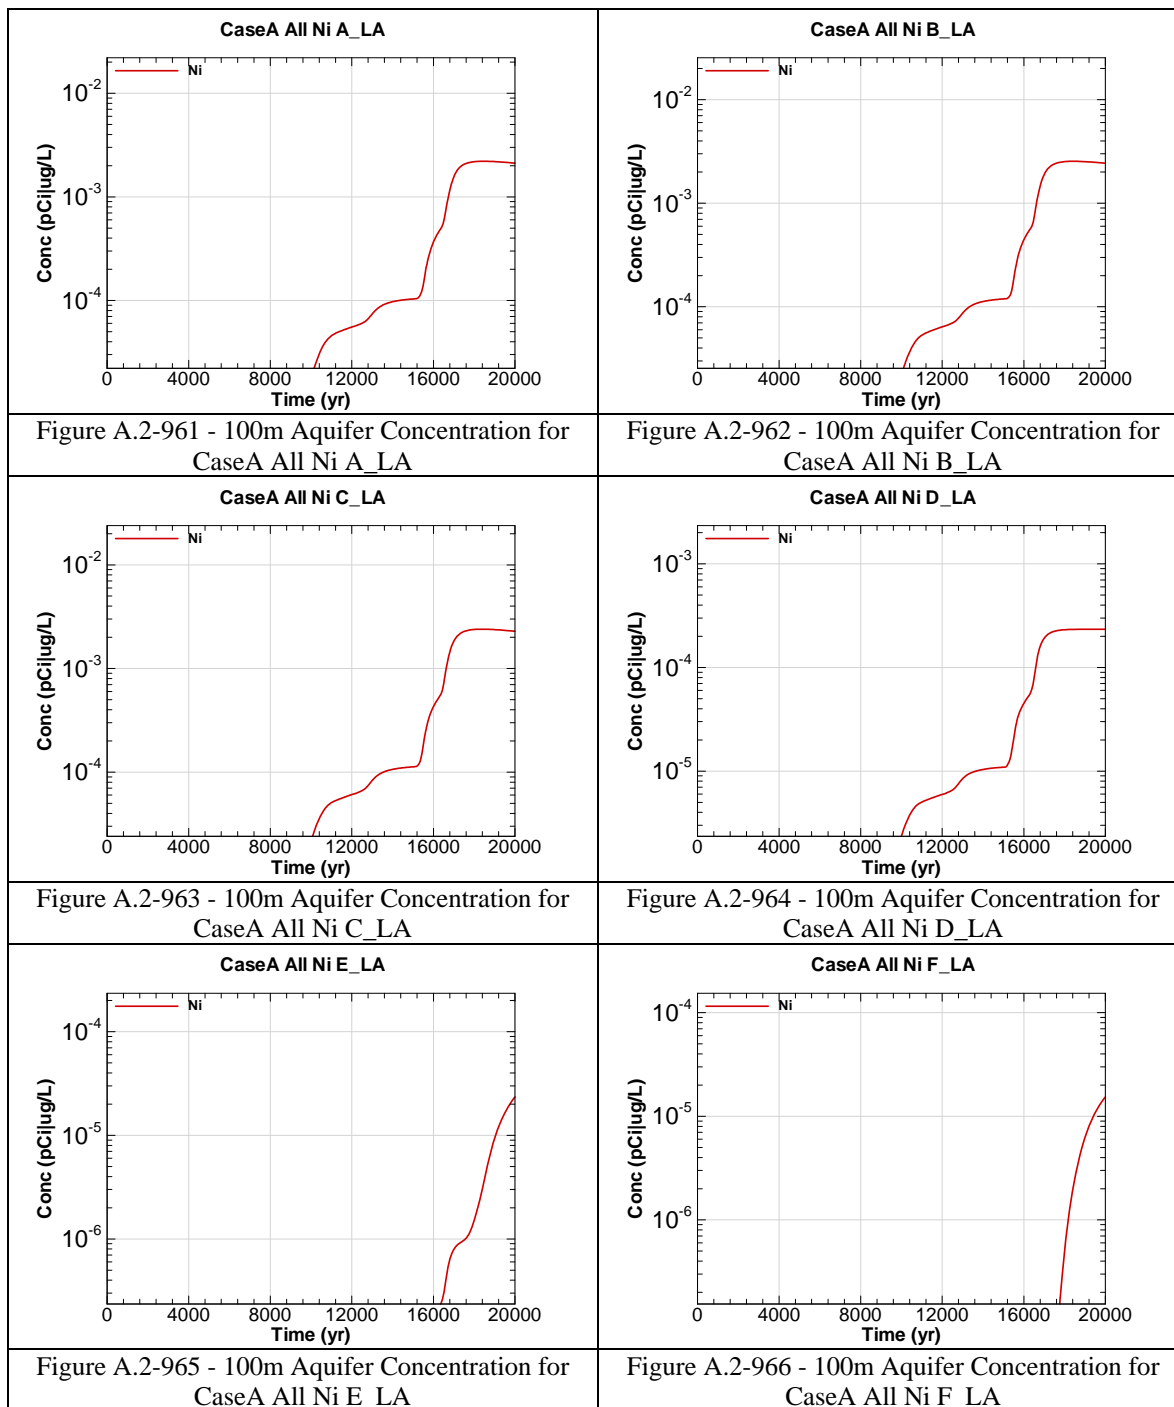 CaseA All Ni A_LA
Ni
Conc (pCi|ug/L)
10-2
10-3
10-4
0 4000 8000 12000 16000 20000
Time (yr)
Figure A.2-961 - 100m Aquifer Concentration for
CaseA All Ni A_LA
CaseA All Ni B_LA
Ni
Conc (pCi|ug/L)
10-2
10-3
10-4
0 4000 8000 12000 16000 20000
Time (yr)
Figure A.2-962 - 100m Aquifer Concentration for
CaseA All Ni B_LA
CaseA All Ni C_LA
Ni
Conc (pCi|ug/L)
10-2
10-3
10-4
0 4000 8000 12000 16000 20000
Time (yr)
Figure A.2-963 - 100m Aquifer Concentration for
CaseA All Ni C_LA
CaseA All Ni D_LA
Ni
Conc (pCi|ug/L)
10-3
10-4
10-5
0 4000 8000 12000 16000 20000
Time (yr)
Figure A.2-964 - 100m Aquifer Concentration for
CaseA All Ni D_LA
CaseA All Ni E_LA
Ni
Conc (pCi|ug/L)
10-4
10-5
10-6
0 4000 8000 12000 16000 20000
Time (yr)
Figure A.2-965 - 100m Aquifer Concentration for
CaseA All Ni E_LA
CaseA All Ni F_LA
Ni
Conc (pCi|ug/L)
10-4
10-5
10-6
0 4000 8000 12000 16000 20000
Time (yr)
Figure A.2-966 - 100m Aquifer Concentration for
CaseA All Ni F_LA